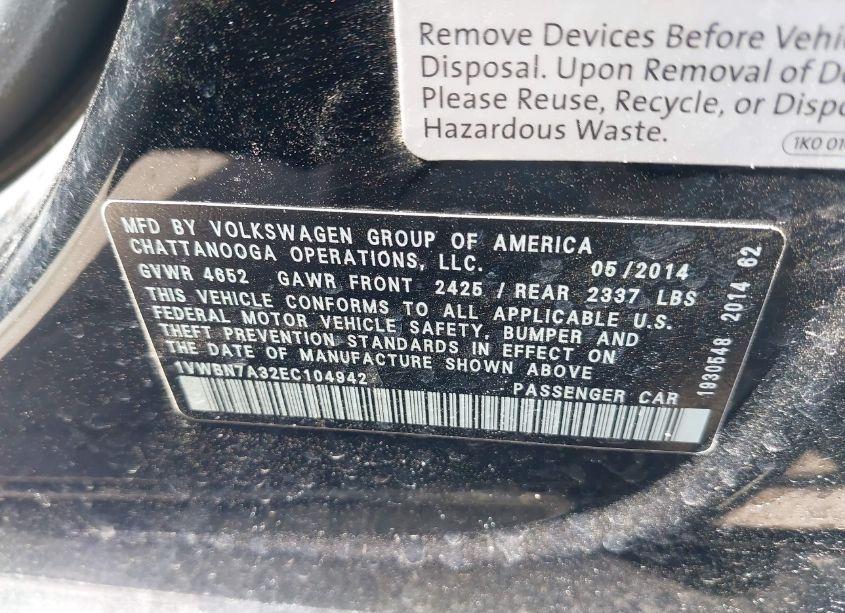 Remove Devices Before Vehi
Disposal. Upon Removal of De
Please Reuse, Recycle, or Dispo
Hazardous Waste.
1K0 01
MFD BY VOLKSWAGEN GROUP OF AMERICA
CHATTANOOGA OPERATIONS, LLC. 05/2014
GVWR 4652 GAWR FRONT 2425 / REAR 2337 LBS
THIS VEHICLE CONFORMS TO ALL APPLICABLE U.S.
FEDERAL MOTOR VEHICLE SAFETY, BUMPER AND
THEFT PREVENTION STANDARDS IN EFFECT ON
THE DATE OF MANUFACTURE SHOWN ABOVE
1VWBN7A32EC104942 PASSENGER CAR
1930548 2014 62